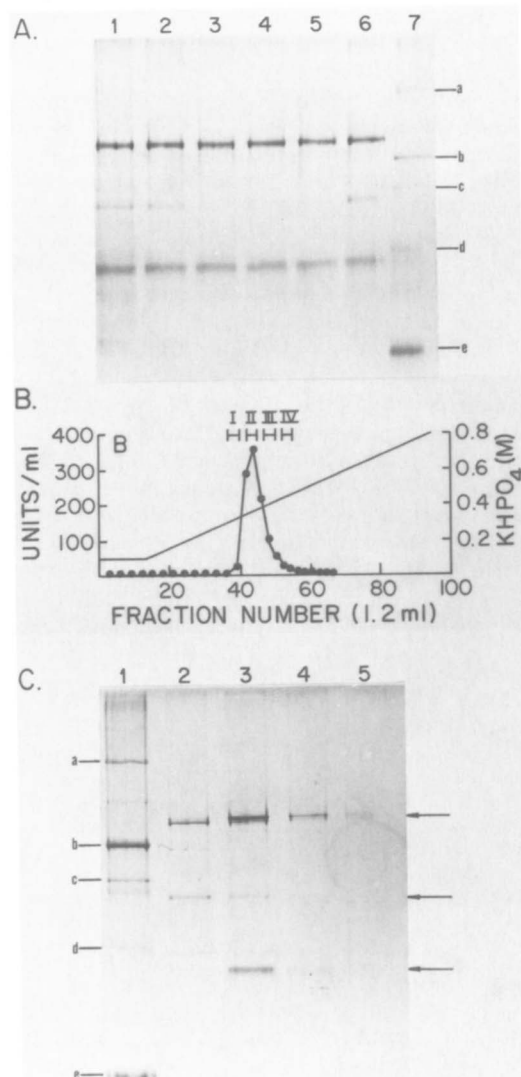 A.
1 2 3 4 5 6 7
a
b
c
d
e
B.
I II III IV
B
400
300
200
100
UNITS/ml
0.8
0.6
0.4
0.2
KHPO4 (M)
20 40 60 80 100
FRACTION NUMBER (1.2ml)
C.
1 2 3 4 5
a
b
c
d
e